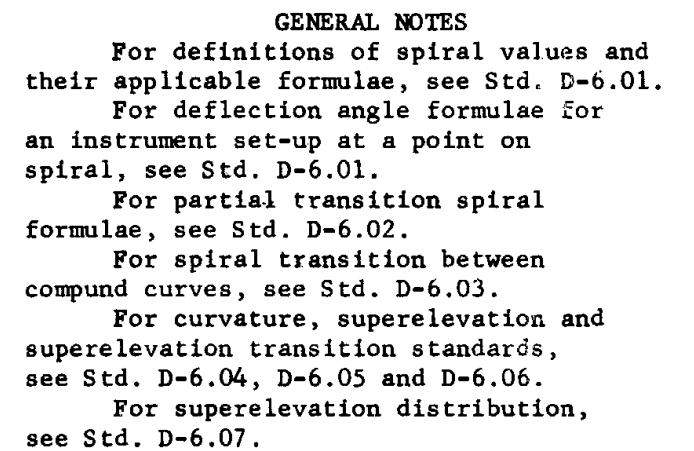 GENERAL NOTES
For definitions of spiral values and
their applicable formulae, see Std. D-6.01.
For deflection angle formulae for
an instrument set-up at a point on
spiral, see Std. D-6.01.
For partial transition spiral
formulae, see Std. D-6.02.
For spiral transition between
compund curves, see Std. D-6.03.
For curvature, superelevation and
superelevation transition standards,
see Std. D-6.04, D-6.05 and D-6.06.
For superelevation distribution,
see Std. D-6.07.